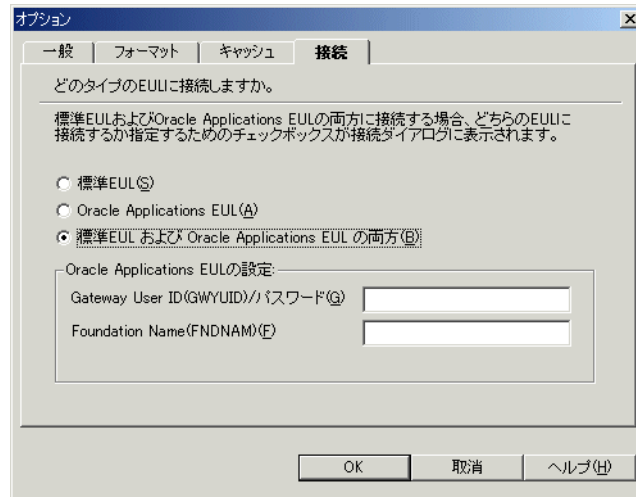 オプション
一般 フォーマット キャッシュ 接続
どのタイプのEULに接続しますか。
標準EULおよびOracle Applications EULの両方に接続する場合、どちらのEULに
接続するか指定するためのチェックボックスが接続ダイアログに表示されます。
標準EUL(S)
Oracle Applications EUL(A)
標準EUL および Oracle Applications EUL の両方(B)
Oracle Applications EULの設定:
Gateway User ID(GWYUID)/パスワード(G)
Foundation Name(FNDNAM)(F)
OK 取消 ヘルプ(H)